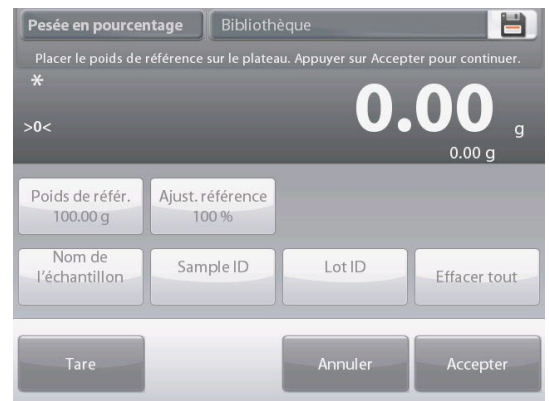 Pesée en pourcentage Bibliothèque
Placer le poids de référence sur le plateau. Appuyer sur Accepter pour continuer.
*
>0<
0.00 g
0.00 g
Poids de référ. Ajust. référence
100.00 g 100 %
Nom de
l'échantillon Sample ID Lot ID Effacer tout
Tare Annuler Accepter